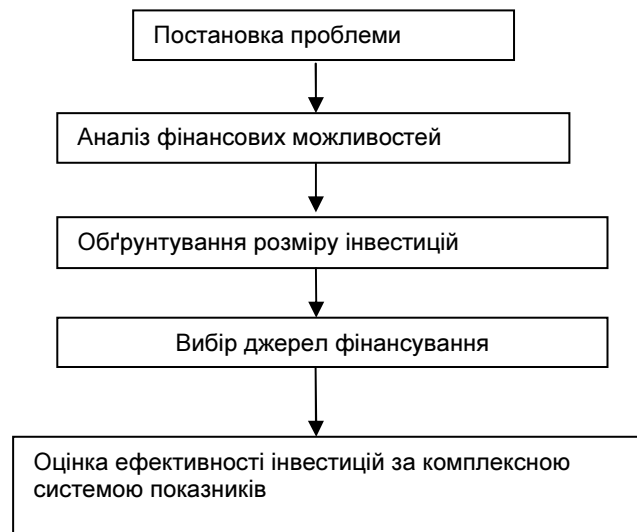 Постановка проблеми
Аналіз фінансових можливостей
Обґрунтування розміру інвестицій
Вибір джерел фінансування
Оцінка ефективності інвестицій за комплексною
системою показників